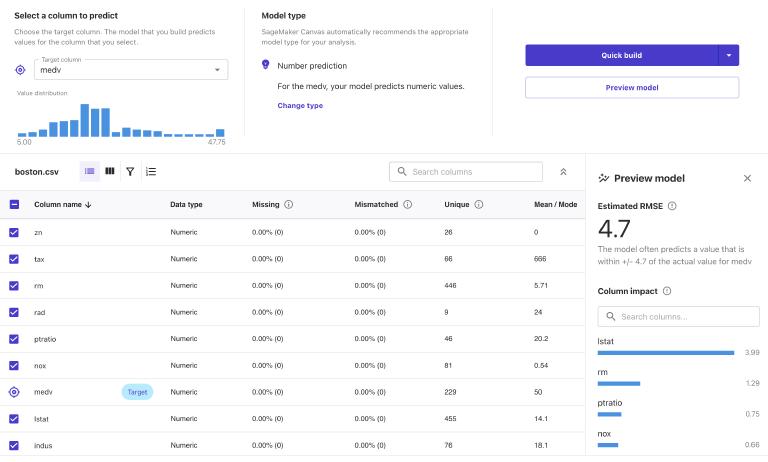 Select a column to predict
Choose the target column. The model that you build predicts
values for the column that you select.
Target column
medv
Value distribution
5.00 47.75
Model type
SageMaker Canvas automatically recommends the appropriate
model type for your analysis.
Number prediction
For the medv, your model predicts numeric values.
Change type
Quick build
Preview model
boston.csv
Search columns
Column name Data type Missing Mismatched Unique Mean / Mode
zn Numeric 0.00% (0) 0.00% (0) 26 0
tax Numeric 0.00% (0) 0.00% (0) 66 666
rm Numeric 0.00% (0) 0.00% (0) 446 5.71
rad Numeric 0.00% (0) 0.00% (0) 9 24
ptratio Numeric 0.00% (0) 0.00% (0) 46 20.2
nox Numeric 0.00% (0) 0.00% (0) 81 0.54
medv Target Numeric 0.00% (0) 0.00% (0) 229 50
lstat Numeric 0.00% (0) 0.00% (0) 455 14.1
indus Numeric 0.00% (0) 0.00% (0) 76 18.1
Preview model
Estimated RMSE
4.7
The model often predicts a value that is
within +/- 4.7 of the actual value for medv
Column impact
Search columns...
lstat
3.99
rm
1.29
ptratio
0.75
nox
0.66